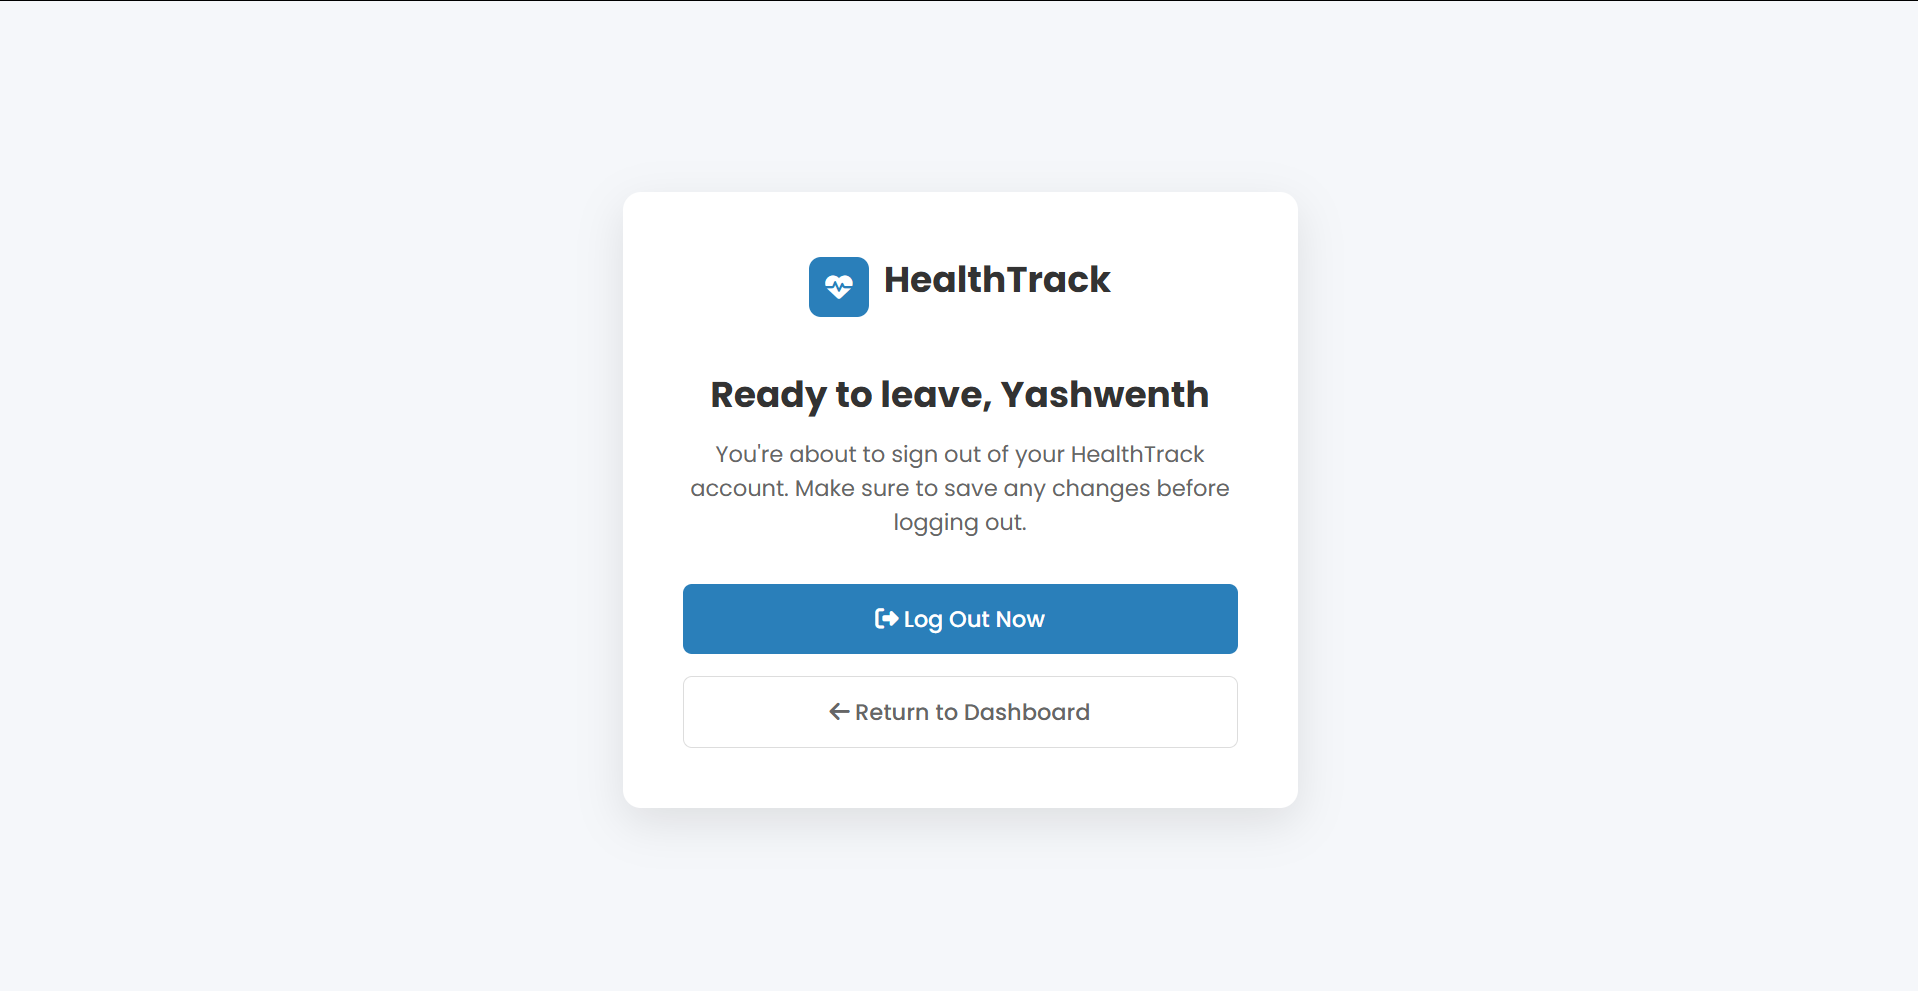 HealthTrack
Ready to leave, Yashwenth
You're about to sign out of your HealthTrack
account. Make sure to save any changes before
logging out.
Log Out Now
Return to Dashboard